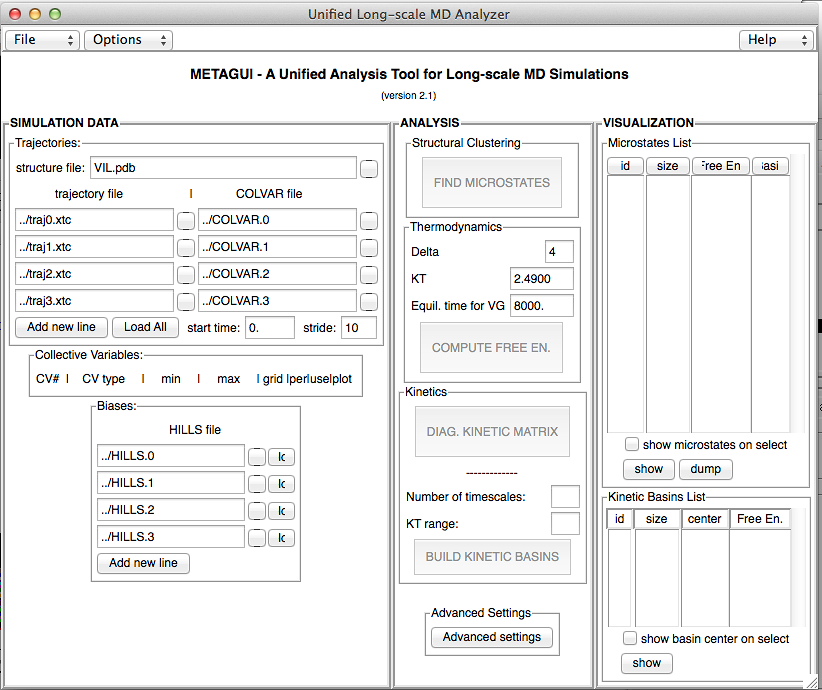 Unified Long-scale MD Analyzer
File Options Help
METAGUI - A Unified Analysis Tool for Long-scale MD Simulations
(version 2.1)
SIMULATION DATA
Trajectories:
structure file: VIL.pdb
trajectory file | COLVAR file
../traj0.xtc ../COLVAR.0
../traj1.xtc ../COLVAR.1
../traj2.xtc ../COLVAR.2
../traj3.xtc ../COLVAR.3
Add new line Load All start time: 0. stride: 10
Collective Variables:
CV# | CV type | min | max | grid |per|use|plot
Biases:
HILLS file
../HILLS.0 lc
../HILLS.1 lc
../HILLS.2 lc
../HILLS.3 lc
Add new line
ANALYSIS
Structural Clustering
FIND MICROSTATES
Thermodynamics
Delta 4
KT 2.4900
Equil. time for VG 8000.
COMPUTE FREE EN.
Kinetics
DIAG. KINETIC MATRIX
-------------
Number of timescales:
KT range:
BUILD KINETIC BASINS
Advanced Settings
Advanced settings
VISUALIZATION
Microstates List
id size Free En Basi
show microstates on select
show dump
Kinetic Basins List
id size center Free En.
show basin center on select
show